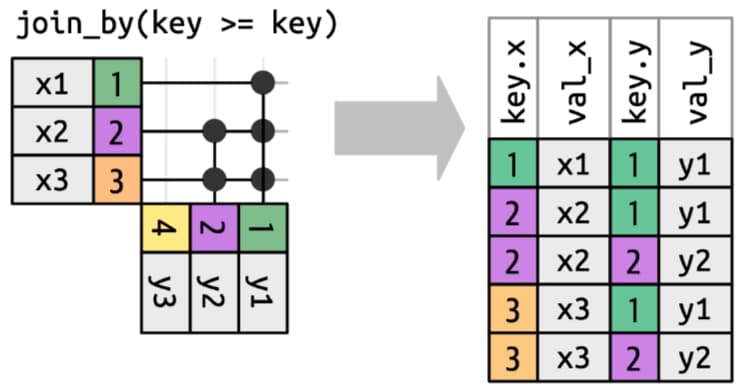 join_by(key >= key)
x1 1
x2 2
x3 3
4 2 1
y3 y2 y1
key.x val_x key.y val_y
1 x1 1 y1
2 x2 1 y1
2 x2 2 y2
3 x3 1 y1
3 x3 2 y2